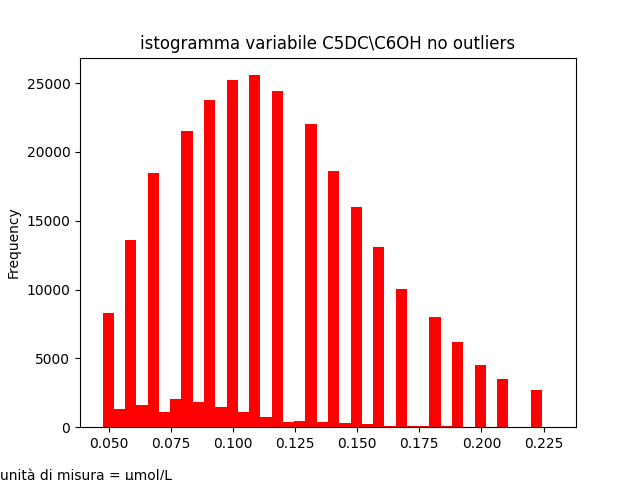 istogramma variabile C5DC\C6OH no outliers
25000
20000
15000
10000
5000
0
Frequency
0.050 0.075 0.100 0.125 0.150 0.175 0.200 0.225
unità di misura = μmol/L